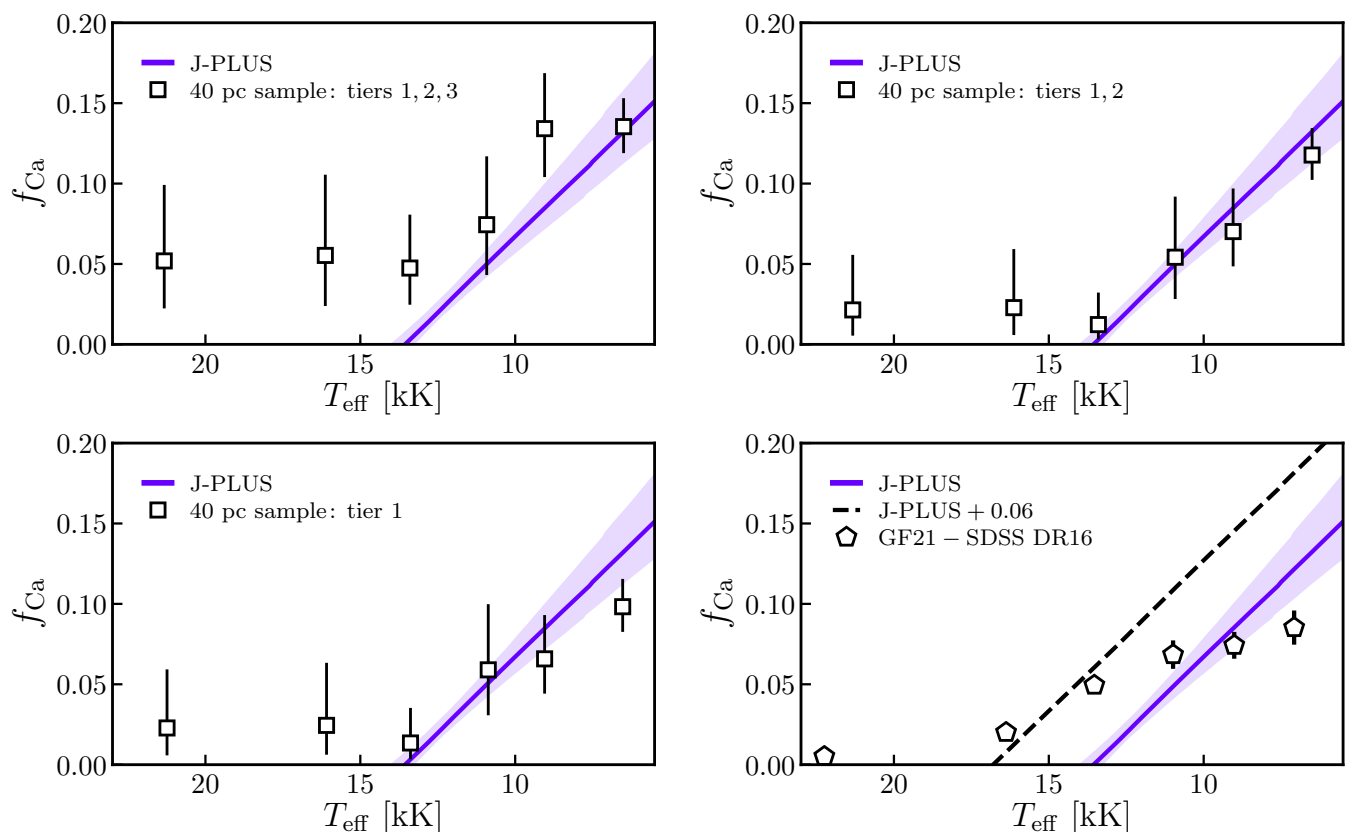 0.20
0.15
0.10
0.05
0.00
f_Ca
J-PLUS
40 pc sample: tiers 1, 2, 3
20 15 10
T_eff [kK]
0.20
0.15
0.10
0.05
0.00
f_Ca
J-PLUS
40 pc sample: tiers 1, 2
20 15 10
T_eff [kK]
0.20
0.15
0.10
0.05
0.00
f_Ca
J-PLUS
40 pc sample: tier 1
20 15 10
T_eff [kK]
0.20
0.15
0.10
0.05
0.00
f_Ca
J-PLUS
J-PLUS + 0.06
GF21 − SDSS DR16
20 15 10
T_eff [kK]